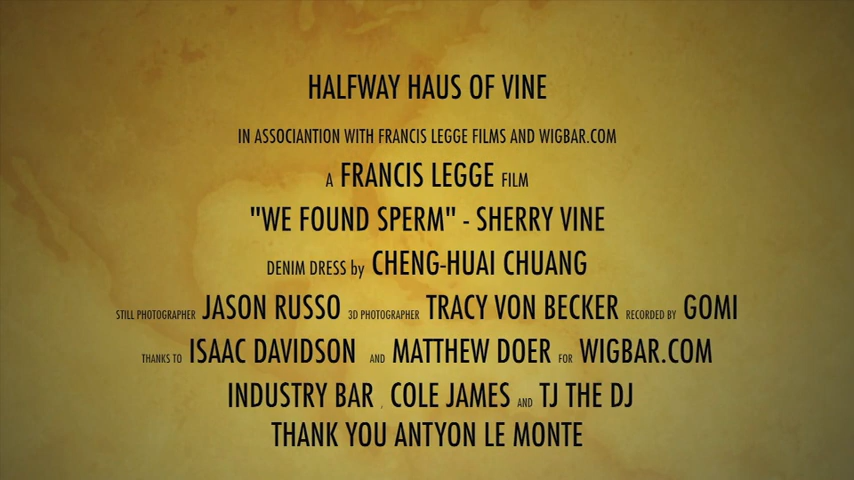 HALFWAY HAUS OF VINE
IN ASSOCIANTION WITH FRANCIS LEGGE FILMS AND WIGBAR.COM
A FRANCIS LEGGE FILM
"WE FOUND SPERM" - SHERRY VINE
DENIM DRESS by CHENG-HUAI CHUANG
STILL PHOTOGRAPHER JASON RUSSO 3D PHOTOGRAPHER TRACY VON BECKER RECORDED BY GOMI
THANKS TO ISAAC DAVIDSON AND MATTHEW DOER FOR WIGBAR.COM
INDUSTRY BAR , COLE JAMES AND TJ THE DJ
THANK YOU ANTYON LE MONTE